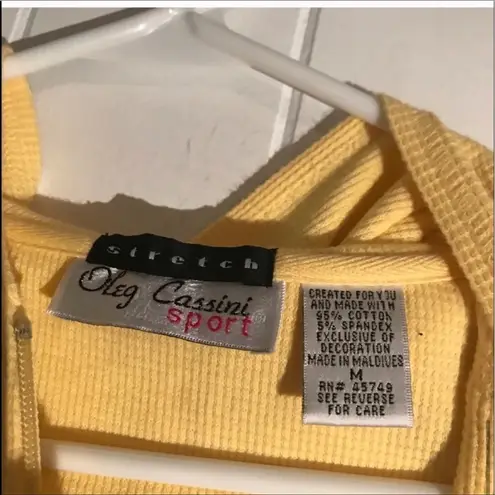 stretch
Oleg Cassini
sport
CREATED FOR YOU
AND MADE WITH
95% COTTON
5% SPANDEX
EXCLUSIVE OF
DECORATION
MADE IN MALDIVES
M
RN# 45749
SEE REVERSE
FOR CARE